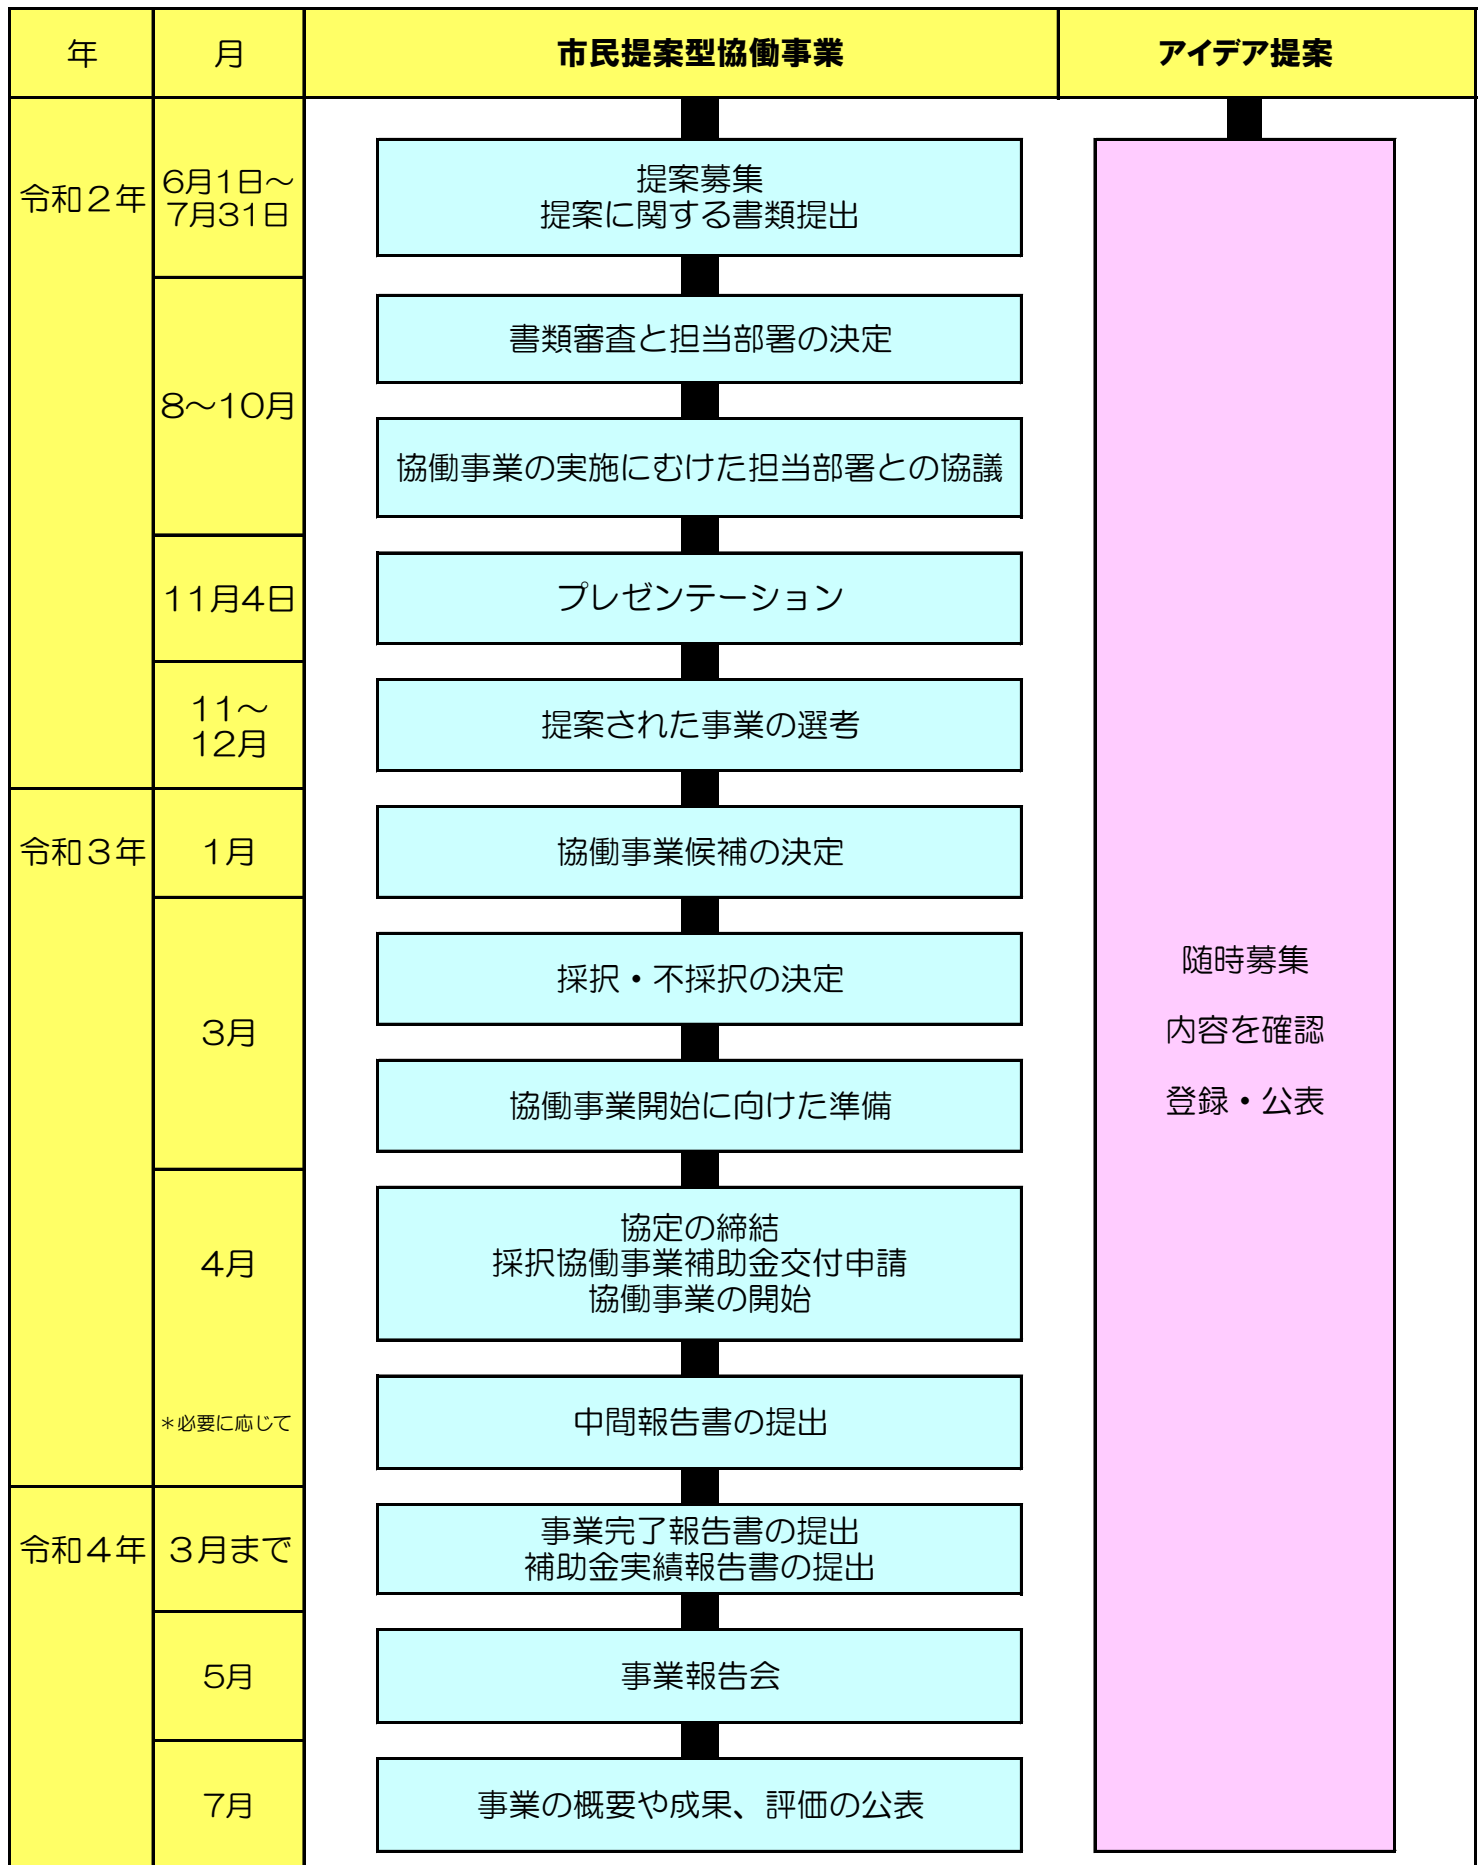 年
月
市民提案型協働事業
アイデア提案
令和２年
6月1日～
7月31日
提案募集
提案に関する書類提出
8～10月
書類審査と担当部署の決定
協働事業の実施にむけた担当部署との協議
11月4日
プレゼンテーション
11～
12月
提案された事業の選考
令和３年
1月
協働事業候補の決定
3月
採択・不採択の決定
協働事業開始に向けた準備
4月
協定の締結
採択協働事業補助金交付申請
協働事業の開始
＊必要に応じて
中間報告書の提出
令和４年
３月まで
事業完了報告書の提出
補助金実績報告書の提出
5月
事業報告会
7月
事業の概要や成果、評価の公表
随時募集
内容を確認
登録・公表